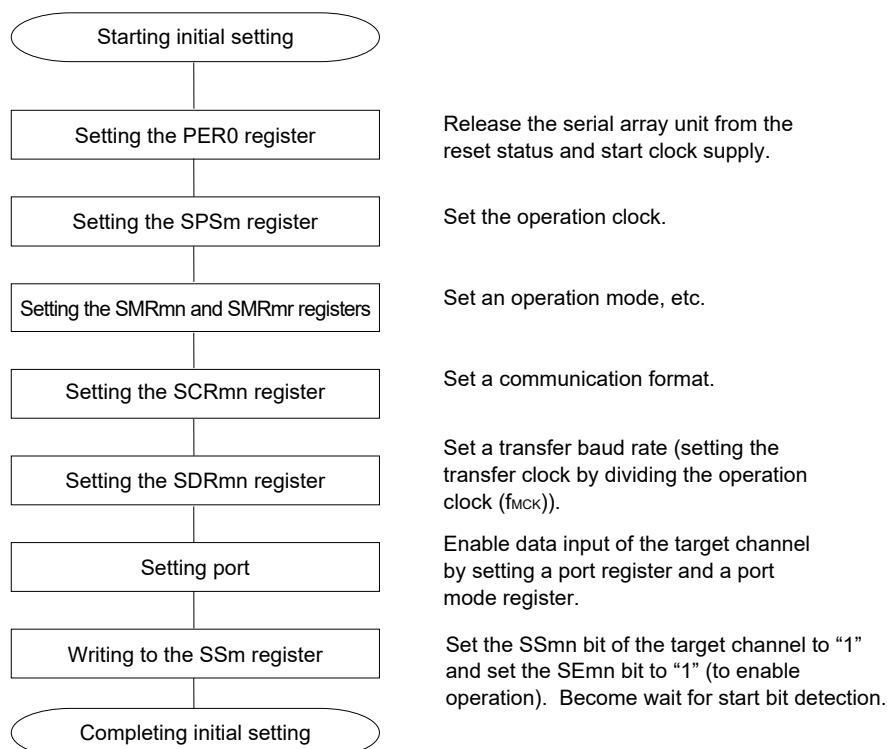 Starting initial setting
Setting the PER0 register
Release the serial array unit from the
reset status and start clock supply.
Setting the SPSm register
Set the operation clock.
Setting the SMRmn and SMRmr registers
Set an operation mode, etc.
Setting the SCRmn register
Set a communication format.
Setting the SDRmn register
Set a transfer baud rate (setting the
transfer clock by dividing the operation
clock (fMCK)).
Setting port
Enable data input of the target channel
by setting a port register and a port
mode register.
Writing to the SSm register
Set the SSmn bit of the target channel to “1”
and set the SEmn bit to “1” (to enable
operation).  Become wait for start bit detection.
Completing initial setting